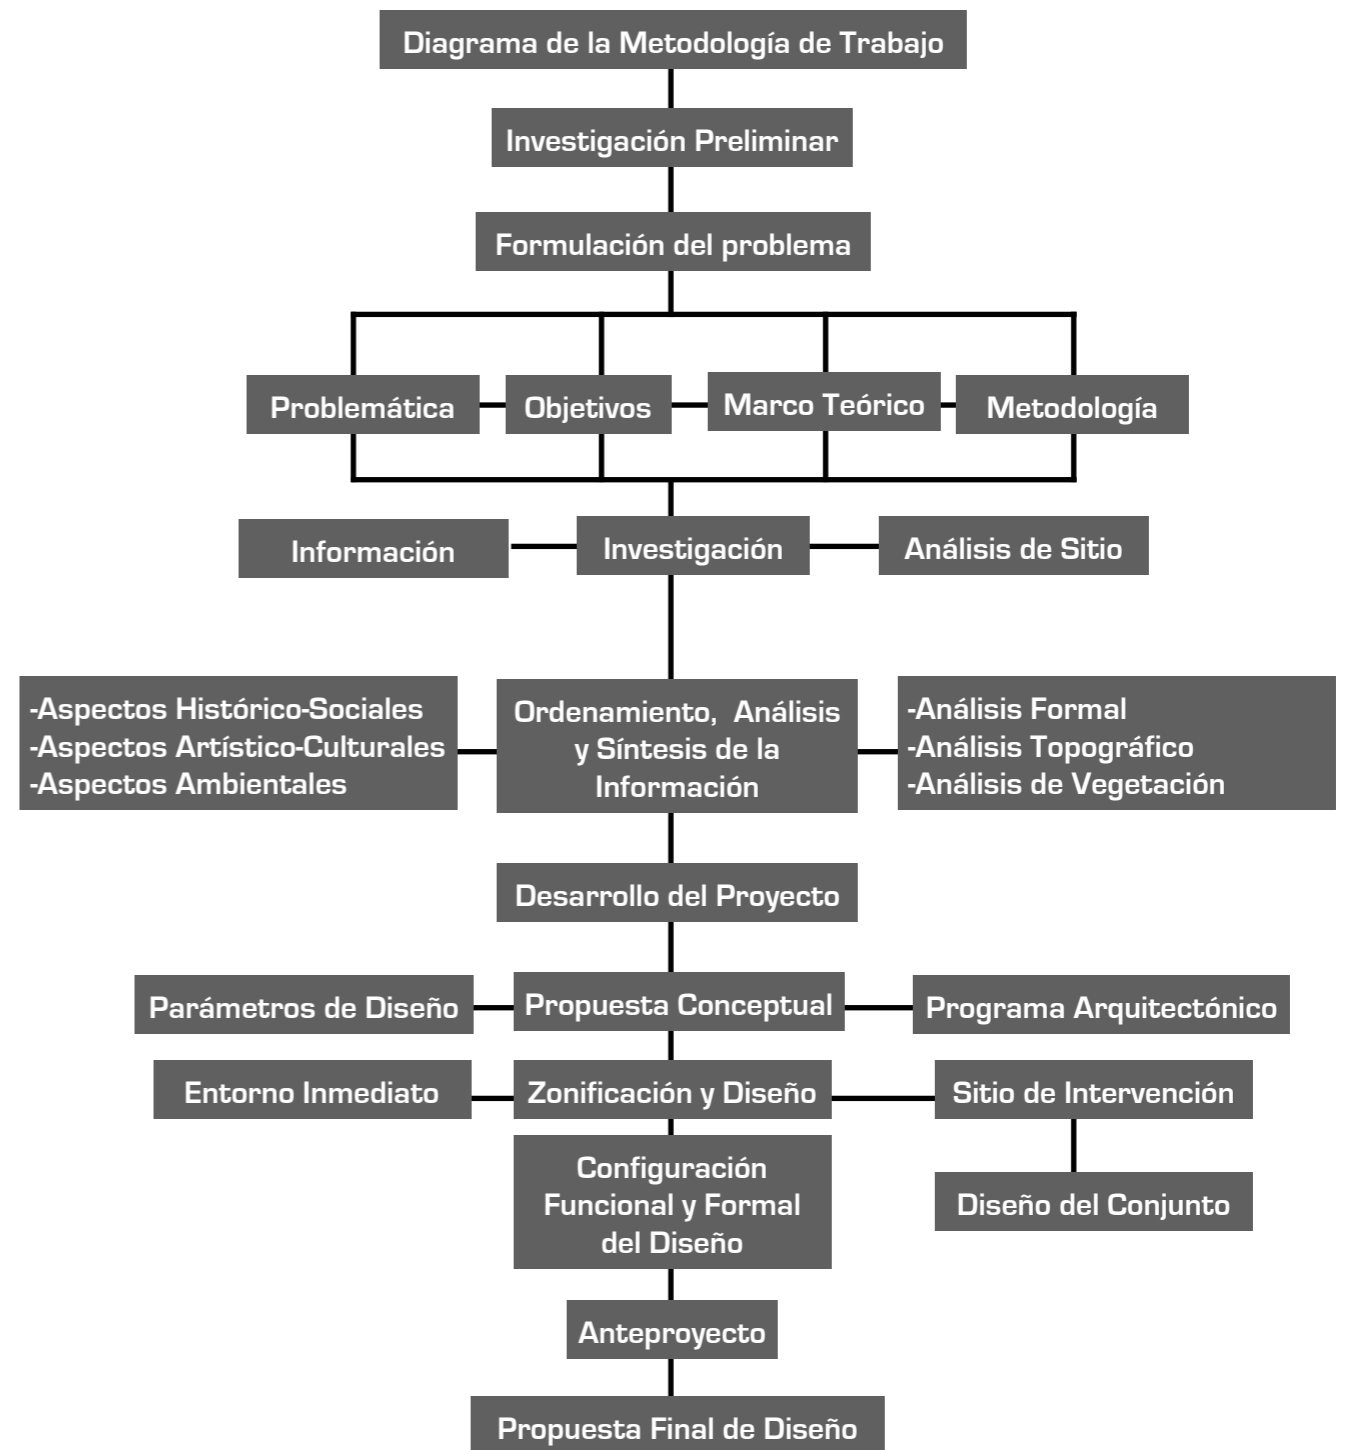 Diagrama de la Metodología de Trabajo
Investigación Preliminar
Formulación del problema
Problemática
Objetivos
Marco Teórico
Metodología
Información
Investigación
Análisis de Sitio
-Aspectos Histórico-Sociales
-Aspectos Artístico-Culturales
-Aspectos Ambientales
Ordenamiento, Análisis
y Síntesis de la
Información
-Análisis Formal
-Análisis Topográfico
-Análisis de Vegetación
Desarrollo del Proyecto
Parámetros de Diseño
Propuesta Conceptual
Programa Arquitectónico
Entorno Inmediato
Zonificación y Diseño
Sitio de Intervención
Configuración
Funcional y Formal
del Diseño
Diseño del Conjunto
Anteproyecto
Propuesta Final de Diseño